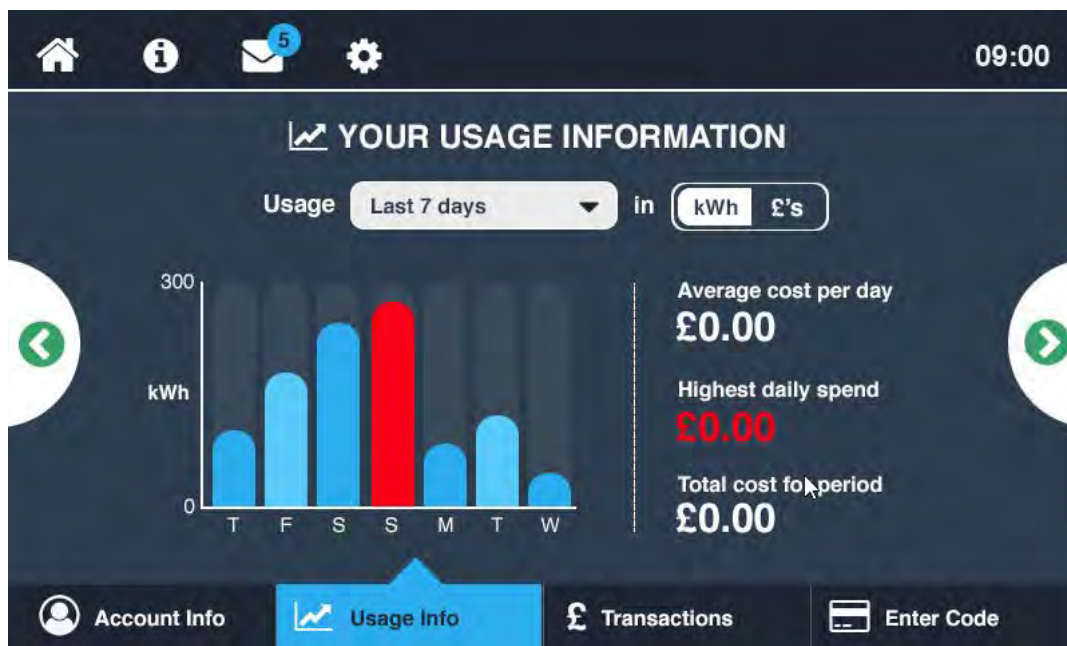 5
09:00
YOUR USAGE INFORMATION
Usage Last 7 days in kWh £'s
300
kWh
0
T F S S M T W
Average cost per day
£0.00
Highest daily spend
£0.00
Total cost for period
£0.00
Account Info
Usage Info
£ Transactions
Enter Code